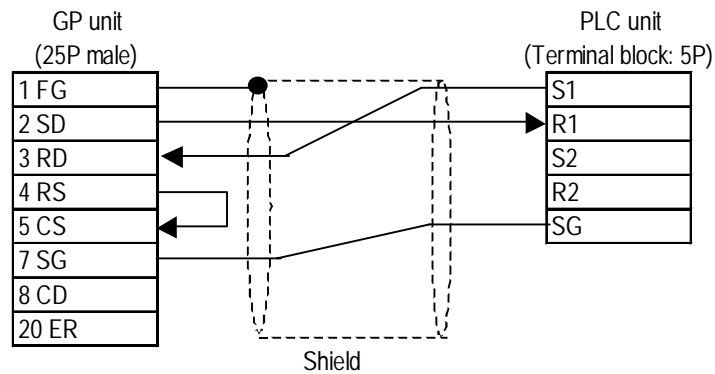 GP unit
(25P male)
1 FG
2 SD
3 RD
4 RS
5 CS
7 SG
8 CD
20 ER
Shield
PLC unit
(Terminal block: 5P)
S1
R1
S2
R2
SG